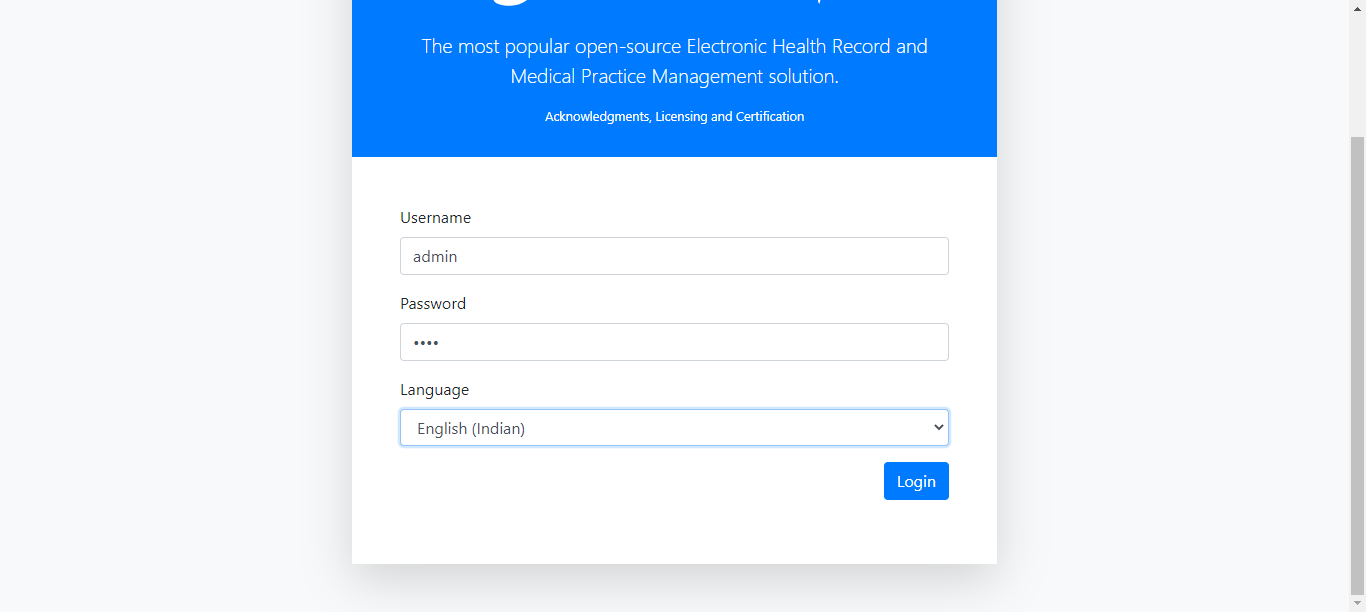 The most popular open-source Electronic Health Record and
Medical Practice Management solution.
Acknowledgments, Licensing and Certification
Username
admin
Password
••••
Language
English (Indian)
Login